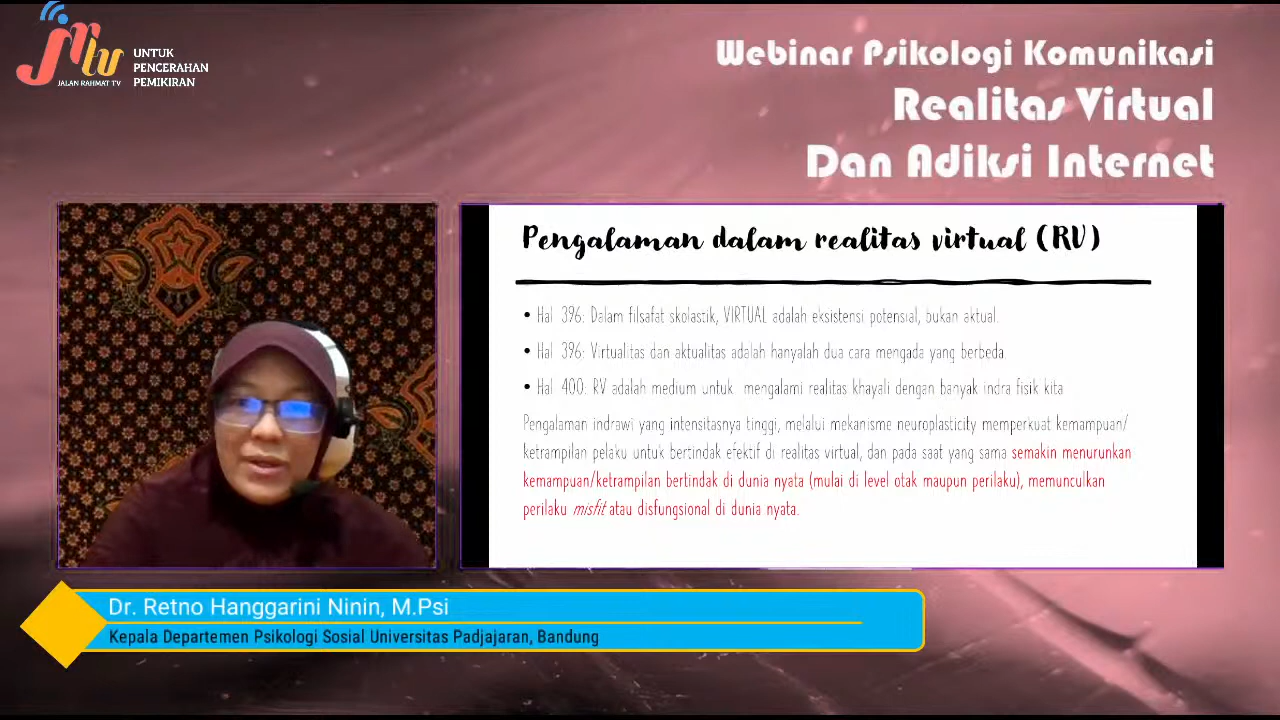 JMtv
JALAN RAHMAT TV
UNTUK
PENCERAHAN
PEMIKIRAN
Webinar Psikologi Komunikasi
Realitas Virtual
Dan Adiksi Internet
Pengalaman dalam realitas virtual (RV)
• Hal 396: Dalam filsafat skolastik, VIRTUAL adalah eksistensi potensial, bukan aktual.
• Hal 396: Virtualitas dan aktualitas adalah hanyalah dua cara mengada yang berbeda
• Hal 400: RV adalah medium untuk mengalami realitas khayali dengan banyak indra fisik kita
Pengalaman indrawi yang intensitasnya tinggi, melalui mekanisme neuroplasticity memperkuat kemampuan/
ketrampilan pelaku untuk bertindak efektif di realitas virtual, dan pada saat yang sama semakin menurunkan
kemampuan/ketrampilan bertindak di dunia nyata (mulai di level otak maupun perilaku), memunculkan
perilaku misfit atau disfungsional di dunia nyata.
Dr. Retno Hanggarini Ninin, M.Psi
Kepala Departemen Psikologi Sosial Universitas Padjajaran, Bandung